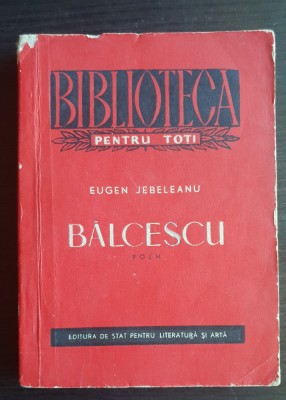 BIBLIOTECA
PENTRU TOȚI
EUGEN JEBELEANU
BĂLCESCU
POEM
EDITURA DE STAT PENTRU LITERATURĂ ȘI ARTĂ